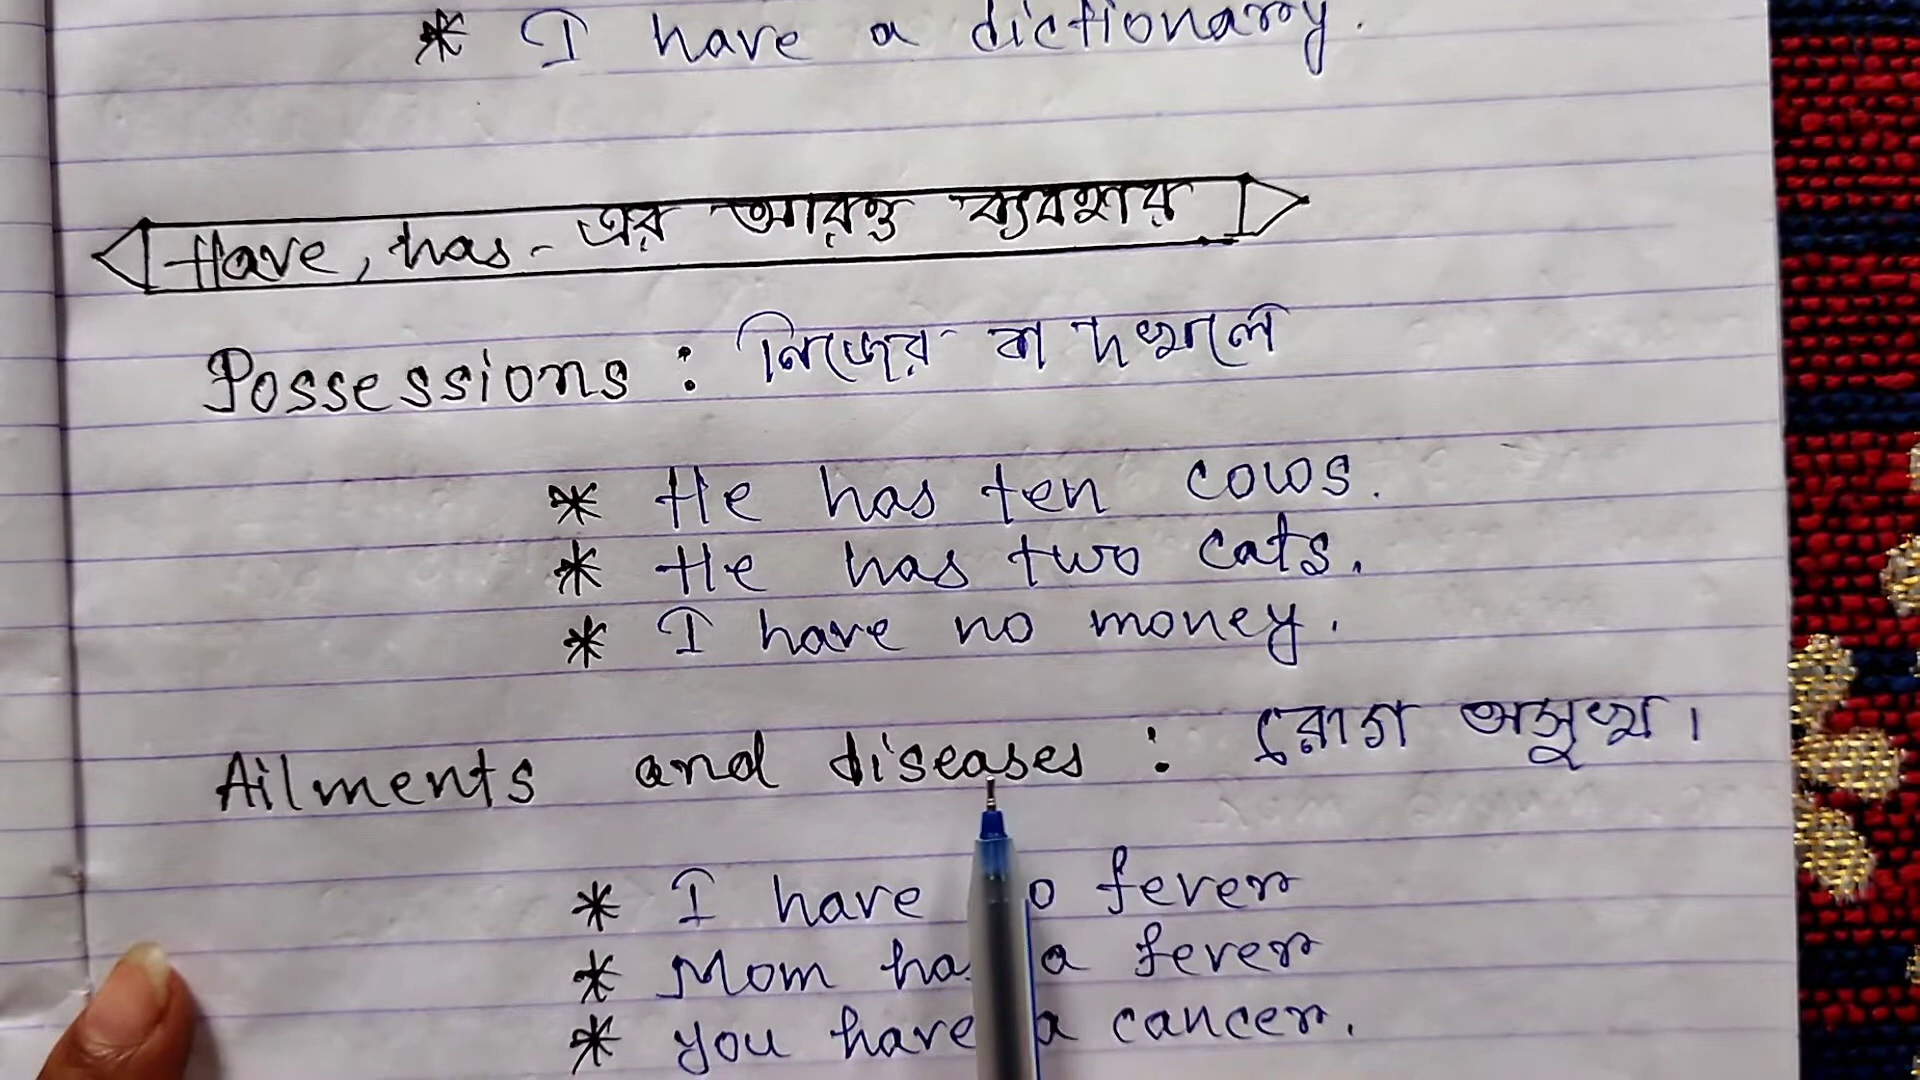 * I have a dictionary.
Have, has - এর আরও ব্যবহার
Possessions : নিজের বা দখলে
* He has ten cows.
* He has two cats.
* I have no money.
Ailments and diseases : রোগ অসুখ।
* I have fever
* Mom a fever
* you have a cancer.